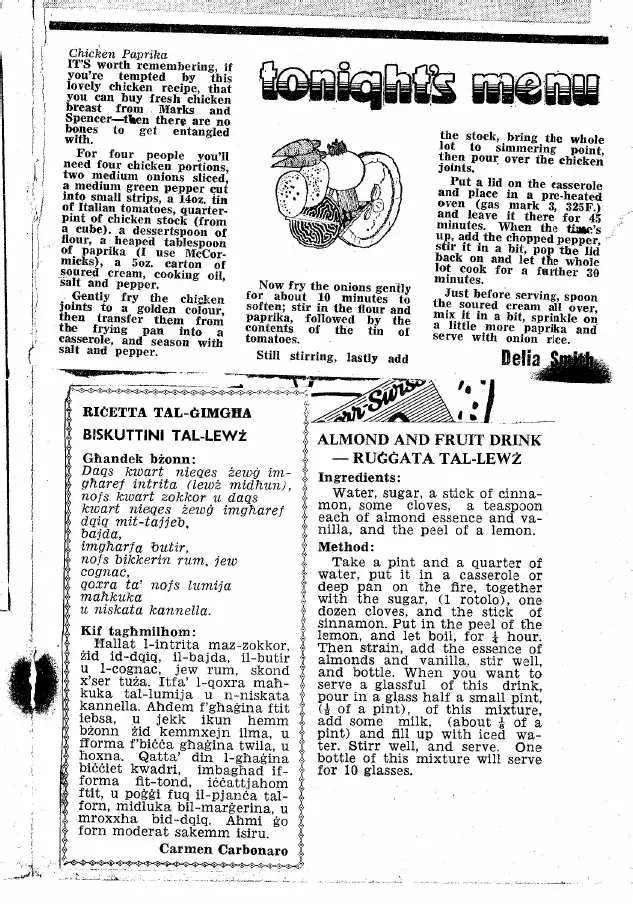 Chicken Paprika
IT'S worth remembering, if
you're tempted by this
lovely chicken recipe, that
you can buy fresh chicken
breast from Marks and
Spencer—then there are no
bones to get entangled
with.
For four people you'll
need four chicken portions,
two medium onions sliced,
a medium green pepper cut
into small strips, a 14oz. tin
of Italian tomatoes, quarter-
pint of chicken stock (from
a cube), a dessertspoon of
flour, a heaped tablespoon
of paprika (I use McCor-
micks), a 5oz. carton of
soured cream, cooking oil,
salt and pepper.
Gently fry the chicken
joints to a golden colour,
then transfer them from
the frying pan into a
casserole, and season with
salt and pepper.
tonight's menu
Now fry the onions gently
for about 10 minutes to
soften; stir in the flour and
paprika, followed by the
contents of the tin of
tomatoes.
Still stirring, lastly add
the stock, bring the whole
lot to simmering point,
then pour over the chicken
joints.
Put a lid on the casserole
and place in a pre-heated
oven (gas mark 3, 325F.)
and leave it there for 45
minutes. When the time's
up, add the chopped pepper,
stir it in a bit, pop the lid
back on and let the whole
lot cook for a further 30
minutes.
Just before serving, spoon
the soured cream all over,
mix it in a bit, sprinkle on
a little more paprika and
serve with onion rice.
Delia Smith
RIĊETTA TAL-ĠIMGĦA
BISKUTTINI TAL-LEWŻ
Għandek bżonn:
Daqs kwart nieqes żewġ im-
għaref intrita (lewż midħun),
nofs kwart zokkor u daqs
kwart nieqes żewġ imgħaref
dqiq mit-tajjeb,
bajda,
imgħarfa butir,
nofs bikkerin rum, jew
cognac,
qoxra ta' nofs lumija
maħkuka
u niskata kannella.
Kif tagħmilhom:
Ħallat l-intrita maz-zokkor,
żid id-dqiq, il-bajda, il-butir
u l-cognac, jew rum, skond
x'ser tuża. Itfa' l-qoxra maħ-
kuka tal-lumija u n-niskata
kannella. Aħdem f'għaġina ftit
iebsa, u jekk ikun hemm
bżonn żid kemmxejn ilma, u
fforma f'biċċa għaġina twila, u
ħoxna. Qatta' din l-għaġina
biċċiet kwadri, imbagħad if-
forma fit-tond, iċċattjahom
ftit, u poġġi fuq il-pjanċa tal-
forn, midluka bil-marġerina, u
mroxxha bid-dqiq. Aħmi ġo
forn moderat sakemm isiru.
Carmen Carbonaro
Swiss
ALMOND AND FRUIT DRINK
— RUĠĠATA TAL-LEWŻ
Ingredients:
Water, sugar, a stick of cinna-
mon, some cloves, a teaspoon
each of almond essence and va-
nilla, and the peel of a lemon.
Method:
Take a pint and a quarter of
water, put it in a casserole or
deep pan on the fire, together
with the sugar, (1 rotolo), one
dozen cloves, and the stick of
sinnamon. Put in the peel of the
lemon, and let boil, for ¼ hour.
Then strain, add the essence of
almonds and vanilla, stir well,
and bottle. When you want to
serve a glassful of this drink,
pour in a glass half a small pint,
(¼ of a pint), of this mixture,
add some milk, (about ⅛ of a
pint) and fill up with iced wa-
ter. Stirr well, and serve. One
bottle of this mixture will serve
for 10 glasses.